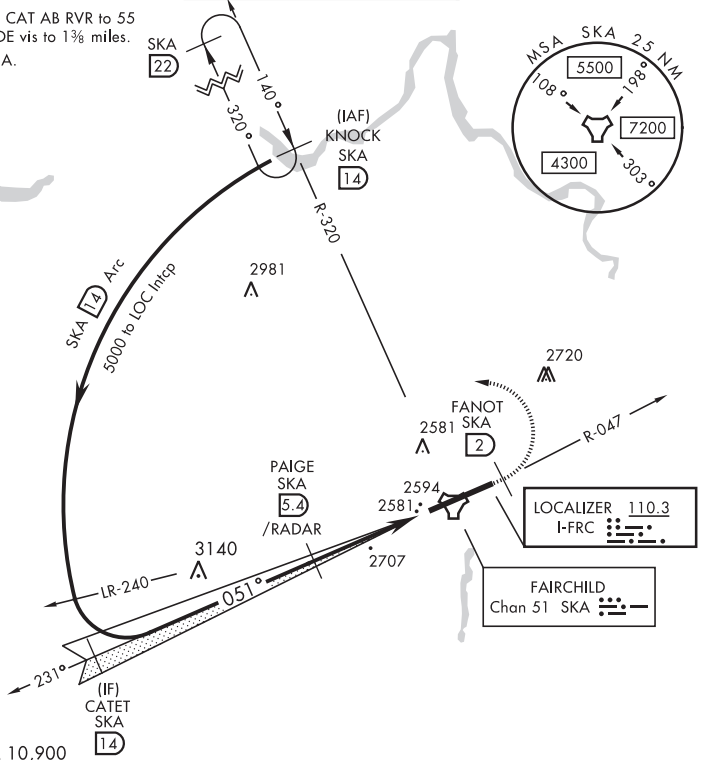 CAT AB RVR to 55
DE vis to 1⅜ miles.
A.
SKA
22
320°
140°
(IAF)
KNOCK
SKA
14
R-320
MSA SKA 25 NM
5500
108°
198°
7200
4300
303°
SKA 14 Arc
5000 to LOC Intcp
2981
2720
2581
FANOT
SKA
2
R-047
PAIGE
SKA
5.4
/RADAR
2594
2581
2707
LOCALIZER 110.3
I-FRC
3140
LR-240
051°
FAIRCHILD
Chan 51 SKA
231°
(IF)
CATET
SKA
14
10,900